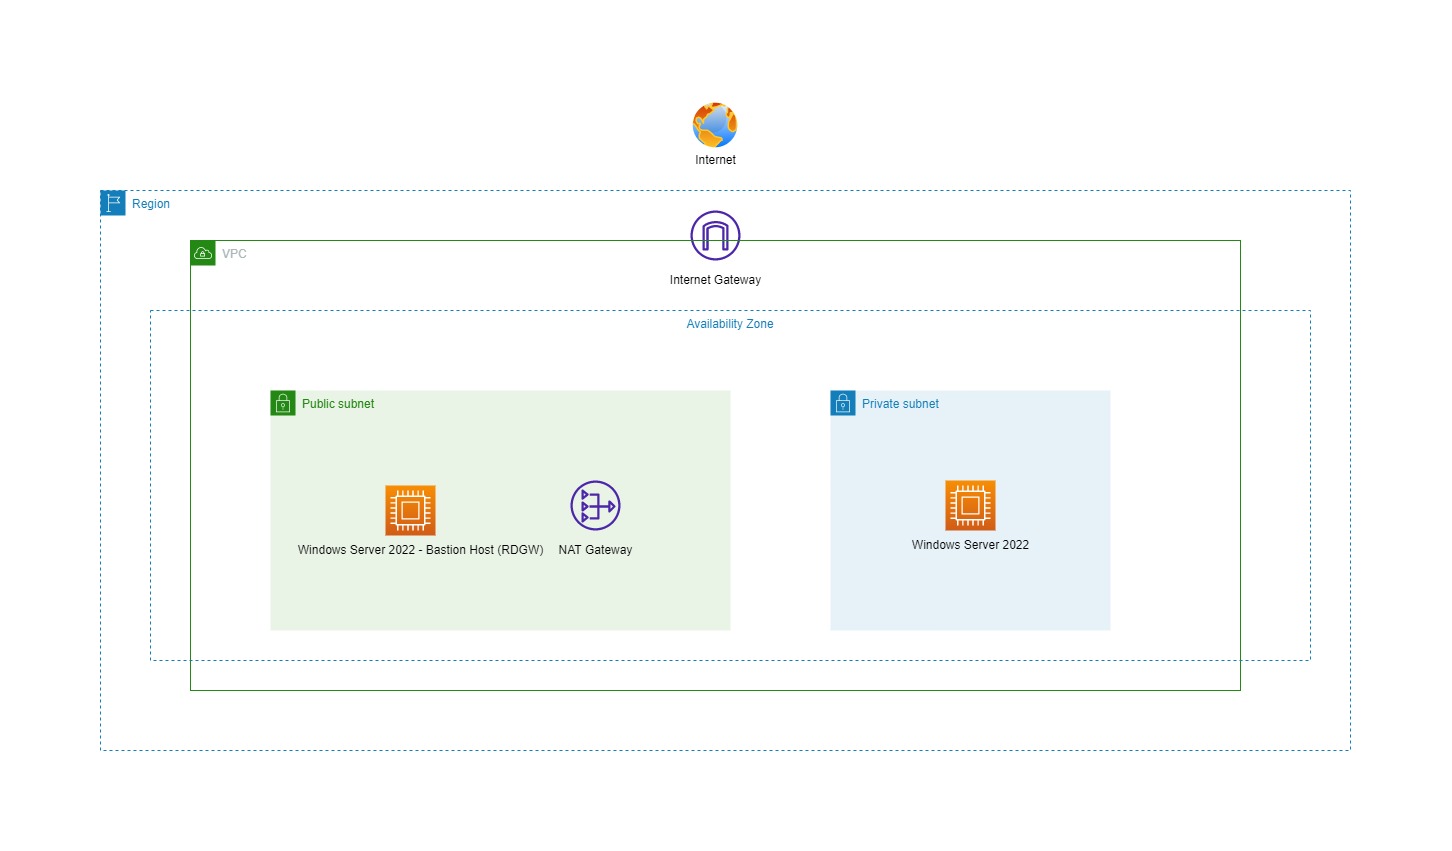 Internet
Region
Internet Gateway
VPC
Availability Zone
Public subnet
Private subnet
Windows Server 2022 - Bastion Host (RDGW)
NAT Gateway
Windows Server 2022